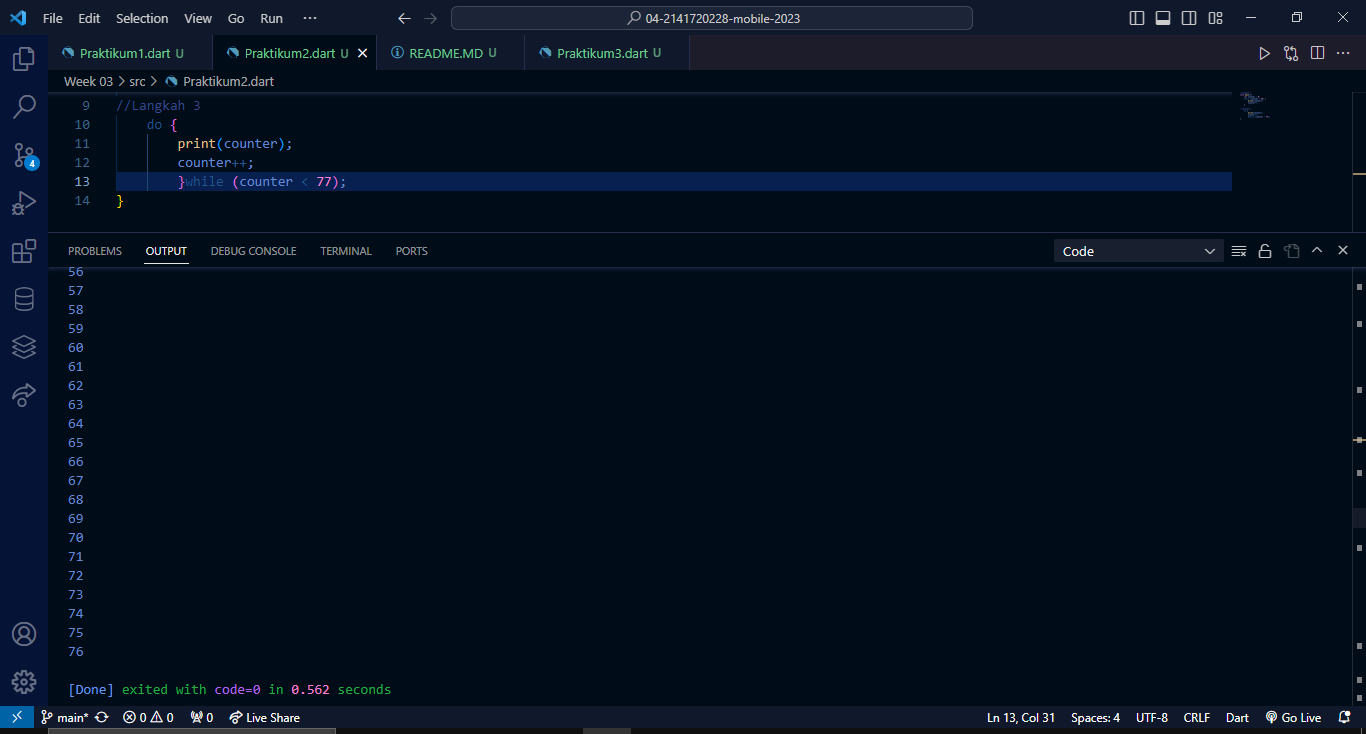 File Edit Selection View Go Run ···
04-2141720228-mobile-2023
Praktikum1.dart U
Praktikum2.dart U
README.MD U
Praktikum3.dart U
Week 03 > src > Praktikum2.dart
9 //Langkah 3
10 do {
11 print(counter);
12 counter++;
13 }while (counter < 77);
14 }
4
PROBLEMS OUTPUT DEBUG CONSOLE TERMINAL PORTS
Code
56
57
58
59
60
61
62
63
64
65
66
67
68
69
70
71
72
73
74
75
76
[Done] exited with code=0 in 0.562 seconds
main* 0 0 0 Live Share
Ln 13, Col 31 Spaces: 4 UTF-8 CRLF Dart Go Live